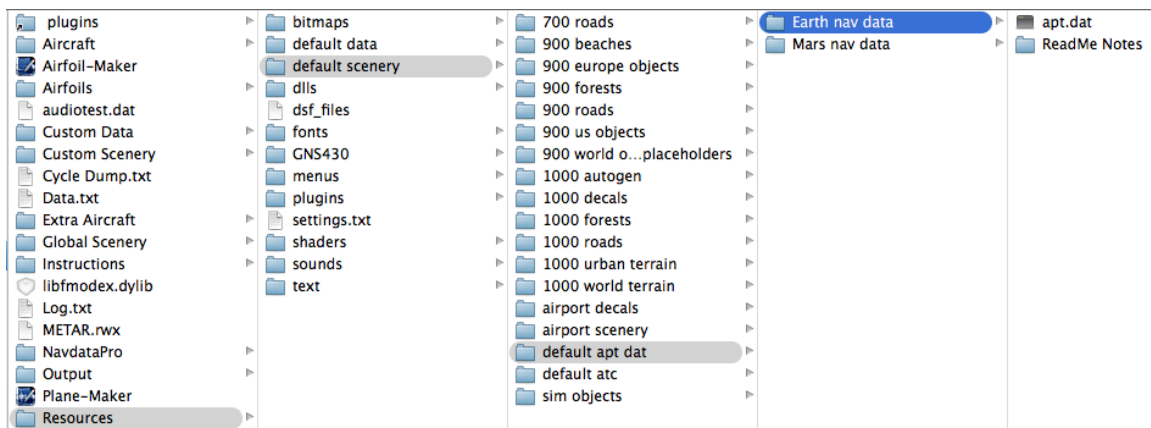 plugins
Aircraft
Airfoil-Maker
Airfoils
audiotest.dat
Custom Data
Custom Scenery
Cycle Dump.txt
Data.txt
Extra Aircraft
Global Scenery
Instructions
libfmodex.dylib
Log.txt
METAR.rwx
NavdataPro
Output
Plane-Maker
Resources
bitmaps
default data
default scenery
dlls
dsf_files
fonts
GNS430
menus
plugins
settings.txt
shaders
sounds
text
700 roads
900 beaches
900 europe objects
900 forests
900 roads
900 us objects
900 world o...placeholders
1000 autogen
1000 decals
1000 forests
1000 roads
1000 urban terrain
1000 world terrain
airport decals
airport scenery
default apt dat
default atc
sim objects
Earth nav data
Mars nav data
apt.dat
ReadMe Notes